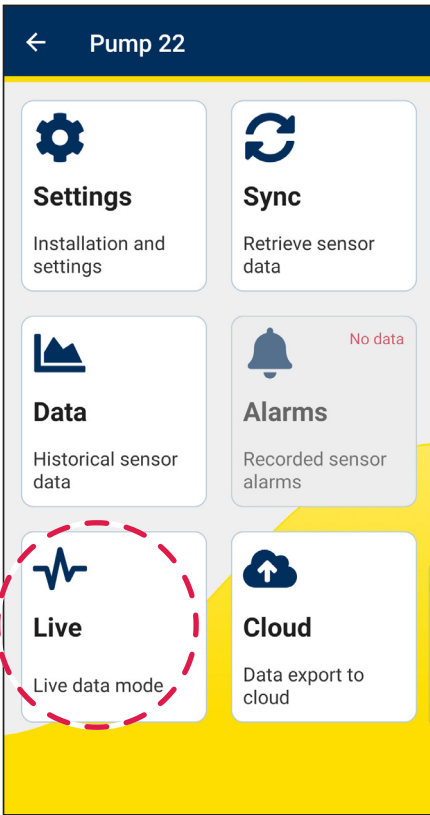 Pump 22
Settings
Installation and
settings
Sync
Retrieve sensor
data
Data
Historical sensor
data
No data
Alarms
Recorded sensor
alarms
Live
Live data mode
Cloud
Data export to
cloud